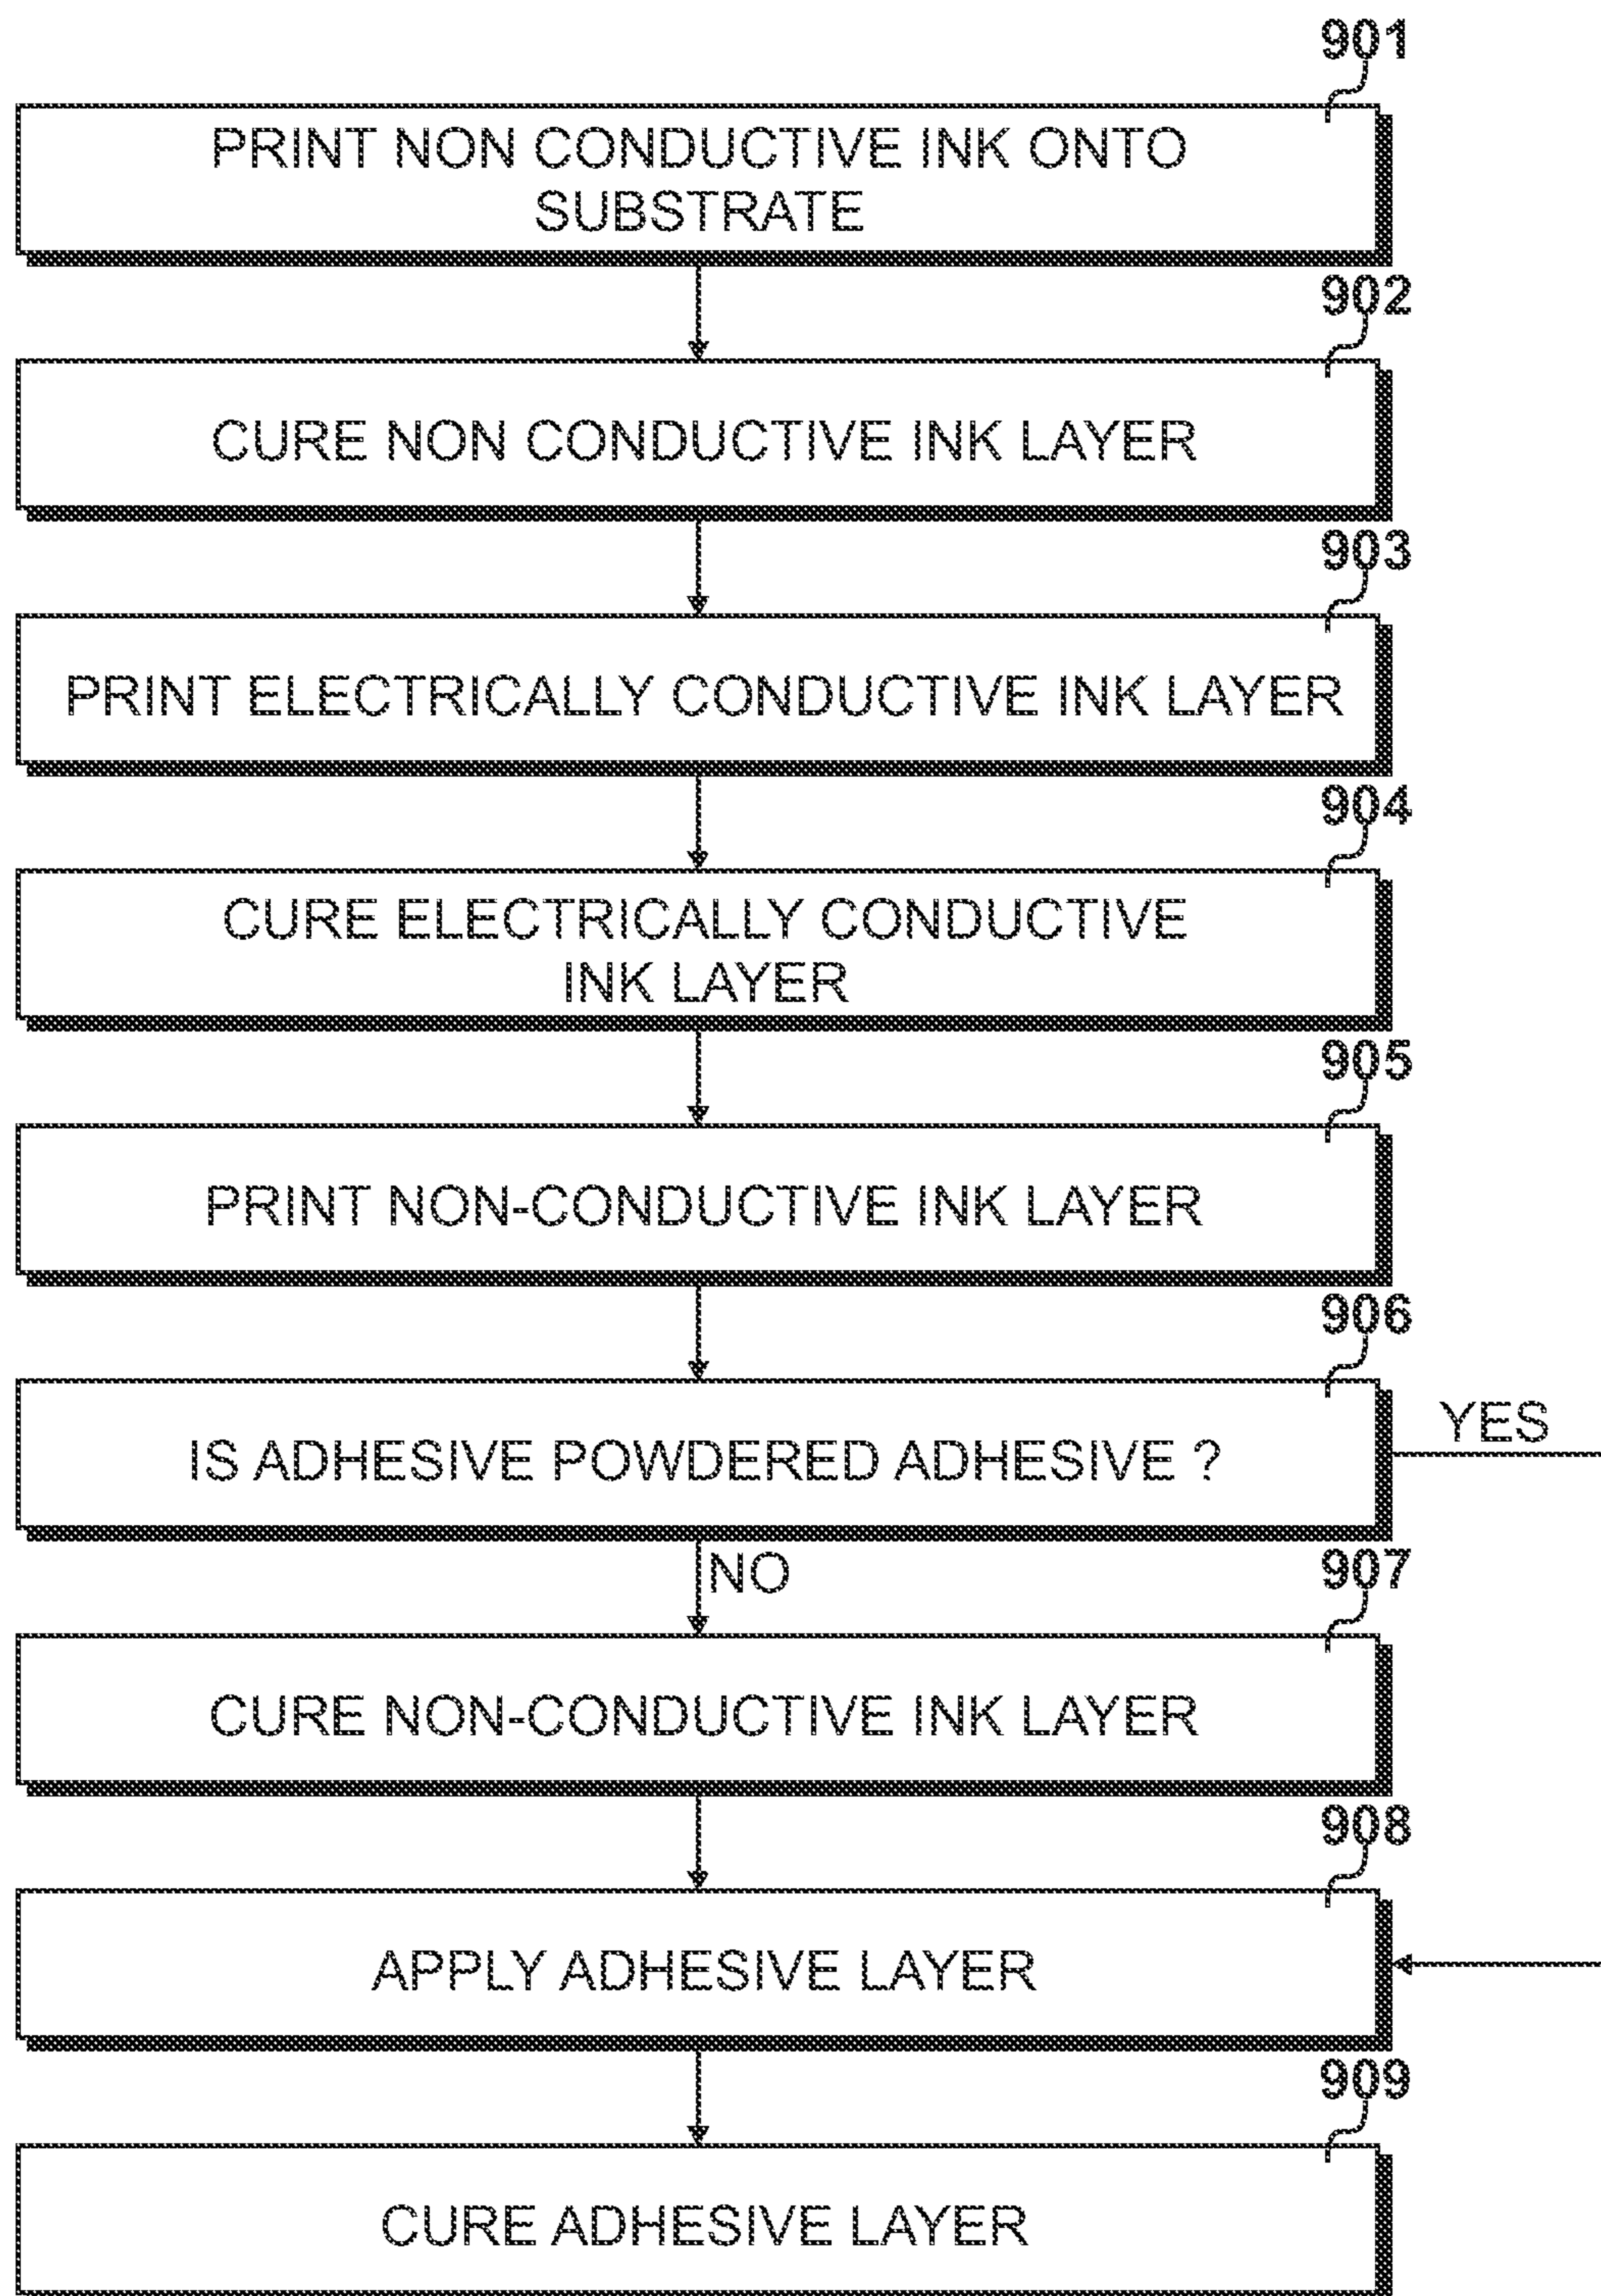 901
PRINT NON CONDUCTIVE INK ONTO
SUBSTRATE
902
CURE NON CONDUCTIVE INK LAYER
903
PRINT ELECTRICALLY CONDUCTIVE INK LAYER
904
CURE ELECTRICALLY CONDUCTIVE
INK LAYER
905
PRINT NON-CONDUCTIVE INK LAYER
906
YES
IS ADHESIVE POWDERED ADHESIVE ?
NO
907
CURE NON-CONDUCTIVE INK LAYER
908
APPLY ADHESIVE LAYER
909
CURE ADHESIVE LAYER